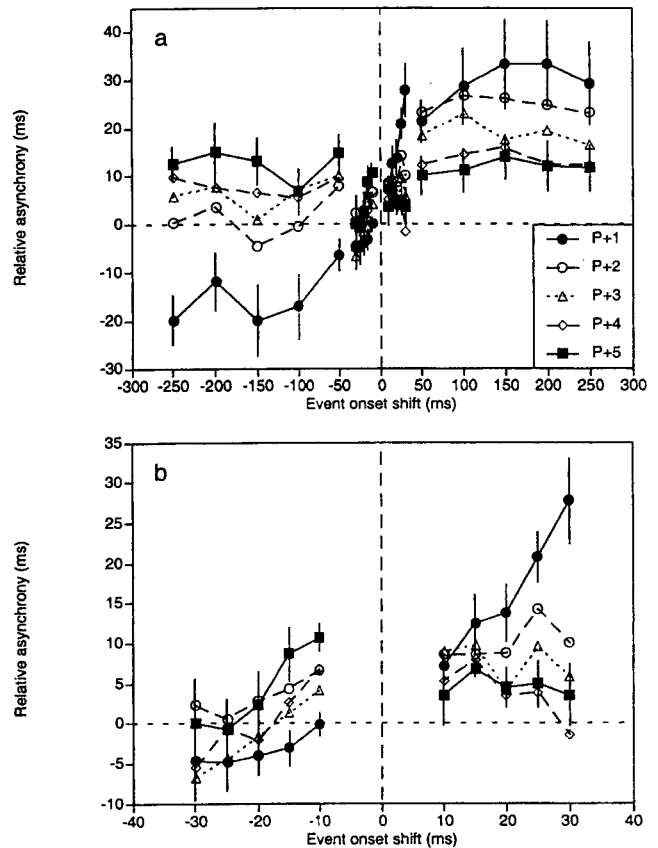 a
40
30
20
10
0
-10
-20
-30
Relative asynchrony (ms)
P+1
P+2
P+3
P+4
P+5
-300 -250 -200 -150 -100 -50 0 50 100 150 200 250 300
Event onset shift (ms)
b
35
30
25
20
15
10
5
0
-5
-10
Relative asynchrony (ms)
-40 -30 -20 -10 0 10 20 30 40
Event onset shift (ms)